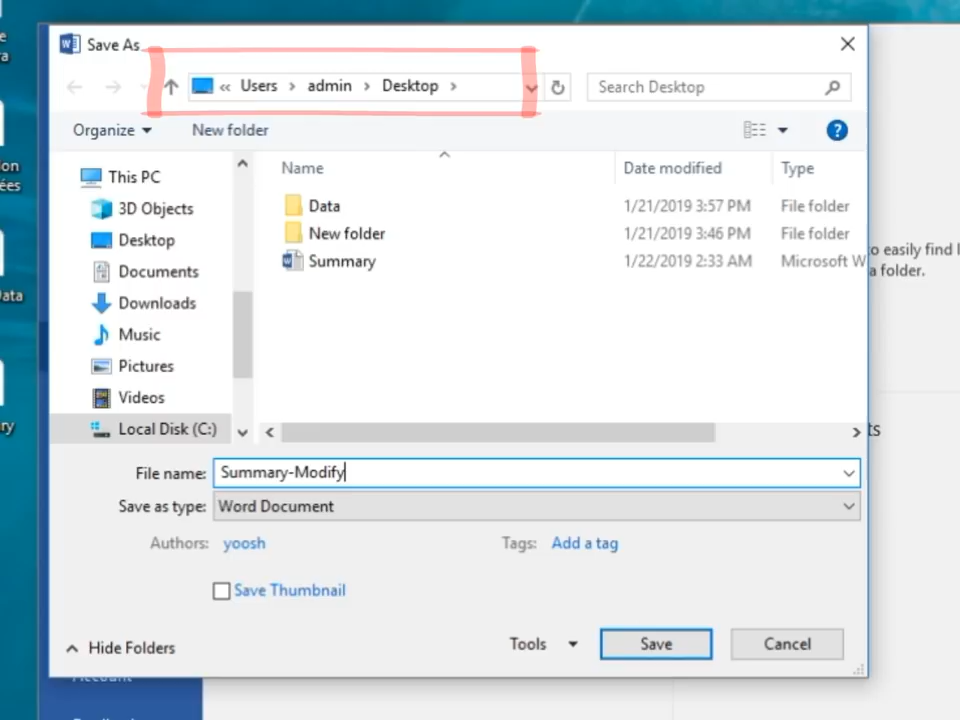 Save As
« Users > admin > Desktop >
Search Desktop
Organize
New folder
Name
Date modified
Type
This PC
3D Objects
Desktop
Documents
Downloads
Music
Pictures
Videos
Local Disk (C:)
Data 1/21/2019 3:57 PM File folder
New folder 1/21/2019 3:46 PM File folder
Summary 1/22/2019 2:33 AM Microsoft W
File name: Summary-Modify
Save as type: Word Document
Authors: yoosh
Tags: Add a tag
Save Thumbnail
Hide Folders
Tools
Save
Cancel
to easily find
a folder.